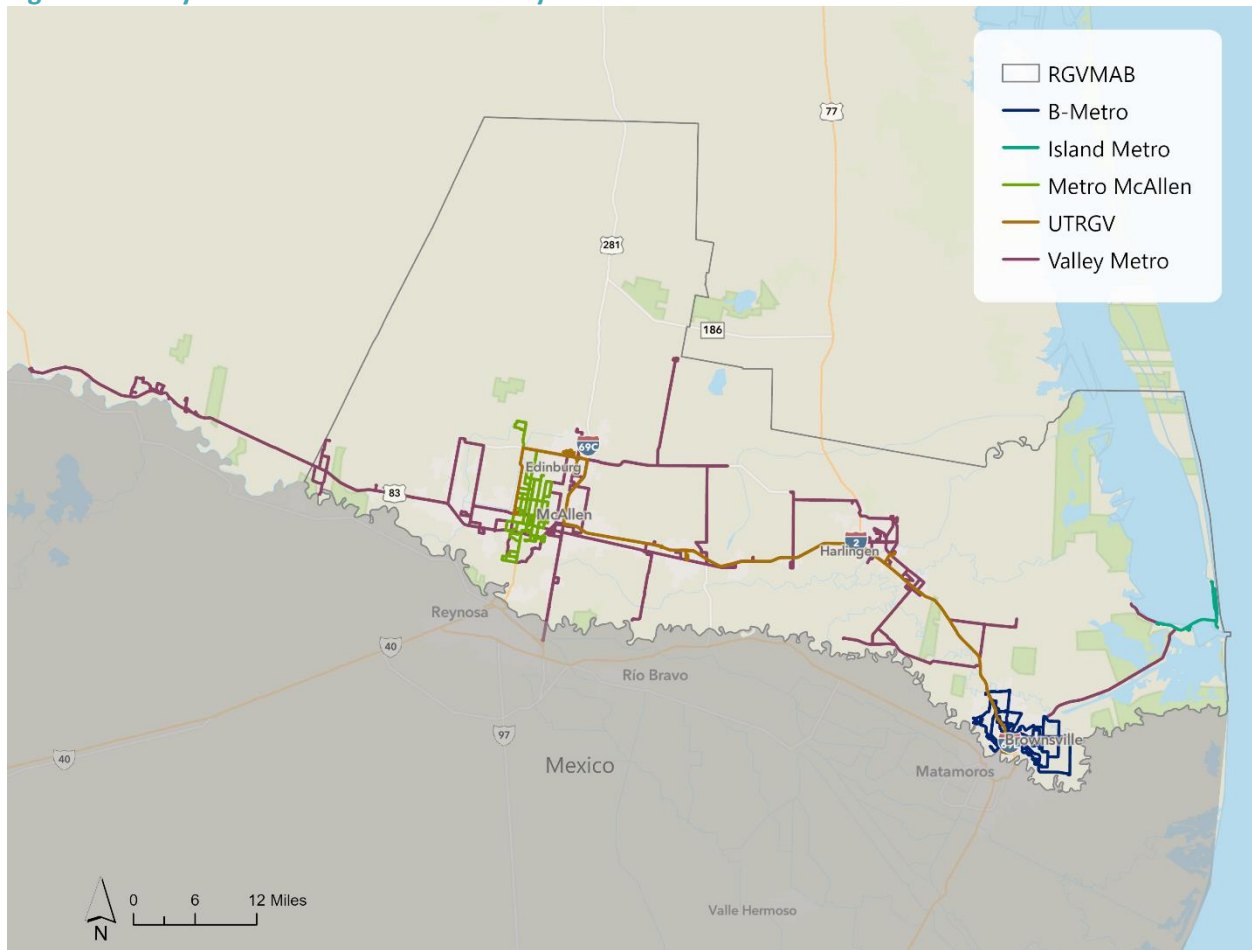 RGVMAB
B-Metro
Island Metro
Metro McAllen
UTRGV
Valley Metro
77
281
186
69C
Edinburg
83
McAllen
2
Harlingen
Reynosa
40
Río Bravo
97
Brownsville
40
Mexico
Matamoros
0 6 12 Miles
N
Valle Hermoso